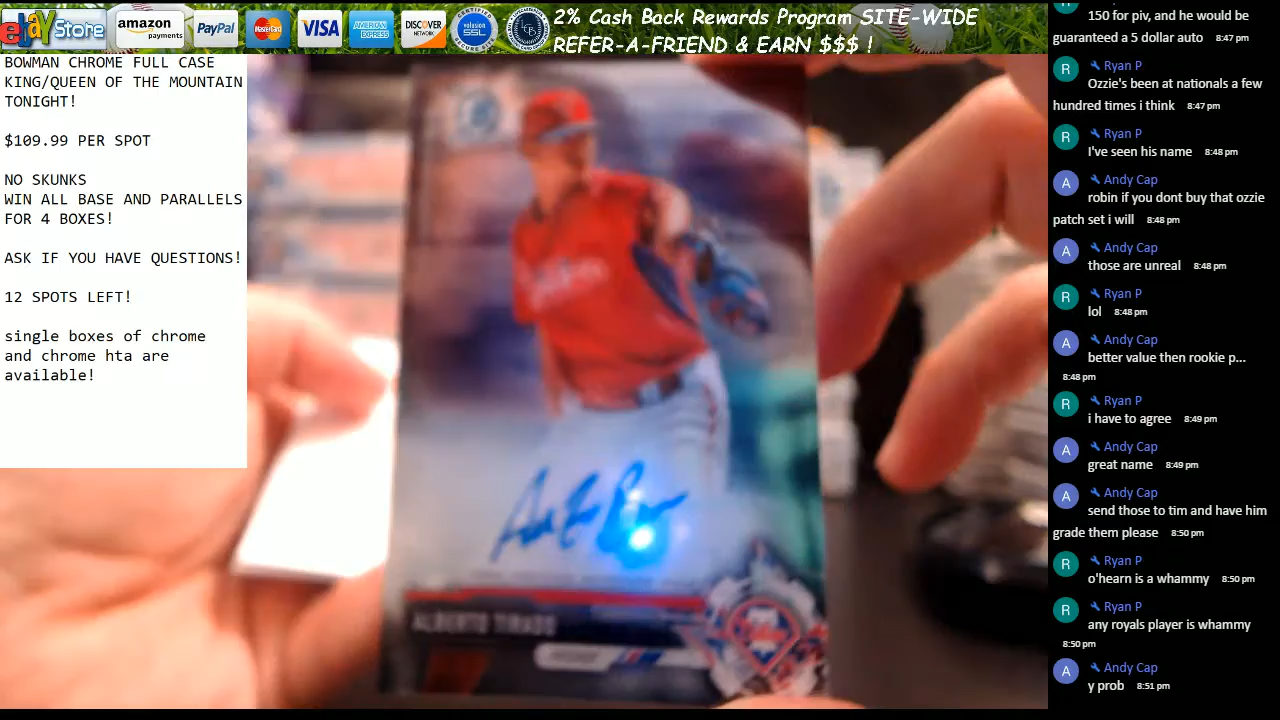 ebay Store
amazon
payments
PayPal
MasterCard
VISA
AMERICAN
EXPRESS
DISCOVER
NETWORK
CERTIFIED
volusion
SSL
SECURE SITE
2% Cash Back Rewards Program SITE-WIDE
REFER-A-FRIEND & EARN $$$ !
BOWMAN CHROME FULL CASE
KING/QUEEN OF THE MOUNTAIN
TONIGHT!
$109.99 PER SPOT
NO SKUNKS
WIN ALL BASE AND PARALLELS
FOR 4 BOXES!
ASK IF YOU HAVE QUESTIONS!
12 SPOTS LEFT!
single boxes of chrome
and chrome hta are
available!
ALBERTO TIRADO
150 for piv, and he would be
guaranteed a 5 dollar auto 8:47 pm
R Ryan P
Ozzie's been at nationals a few
hundred times i think 8:47 pm
R Ryan P
I've seen his name 8:48 pm
A Andy Cap
robin if you dont buy that ozzie
patch set i will 8:48 pm
A Andy Cap
those are unreal 8:48 pm
R Ryan P
lol 8:48 pm
A Andy Cap
better value then rookie p...
8:48 pm
R Ryan P
i have to agree 8:49 pm
A Andy Cap
great name 8:49 pm
A Andy Cap
send those to tim and have him
grade them please 8:50 pm
R Ryan P
o'hearn is a whammy 8:50 pm
R Ryan P
any royals player is whammy
8:50 pm
A Andy Cap
y prob 8:51 pm